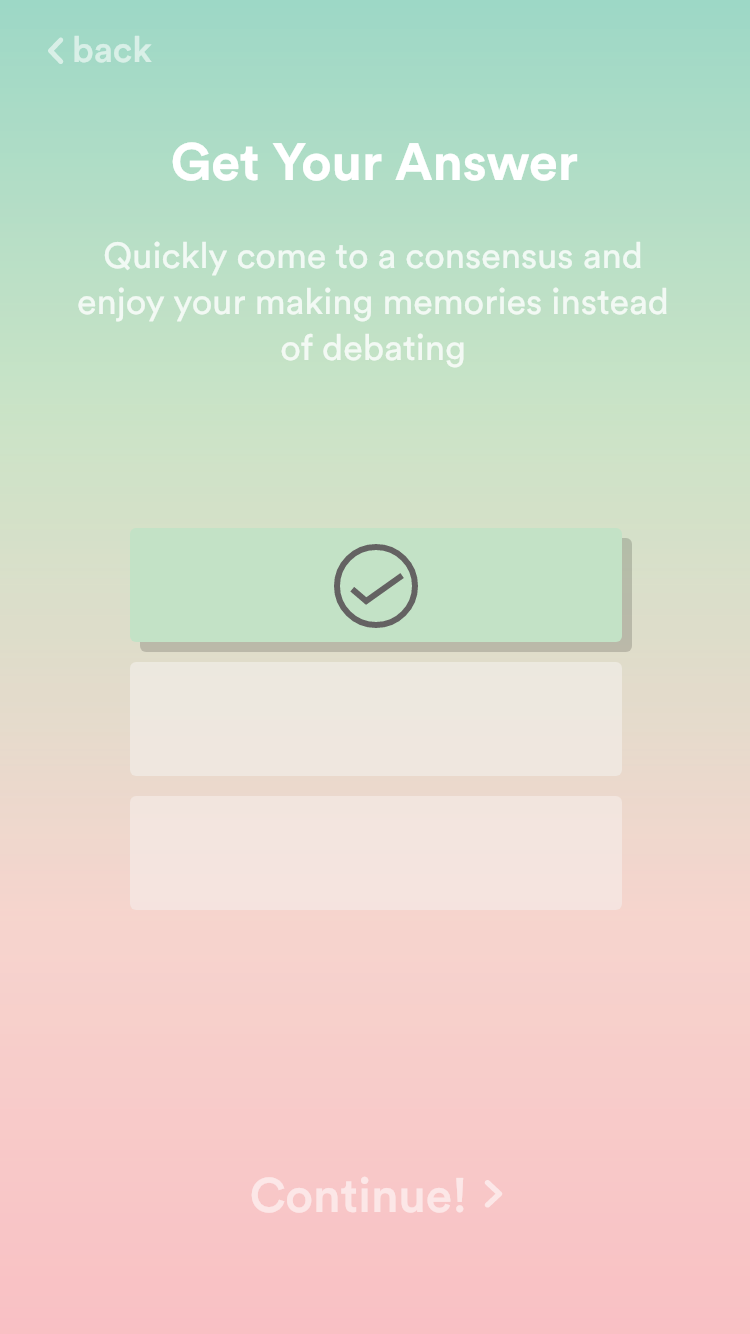 back
Get Your Answer
Quickly come to a consensus and
enjoy your making memories instead
of debating
Continue!